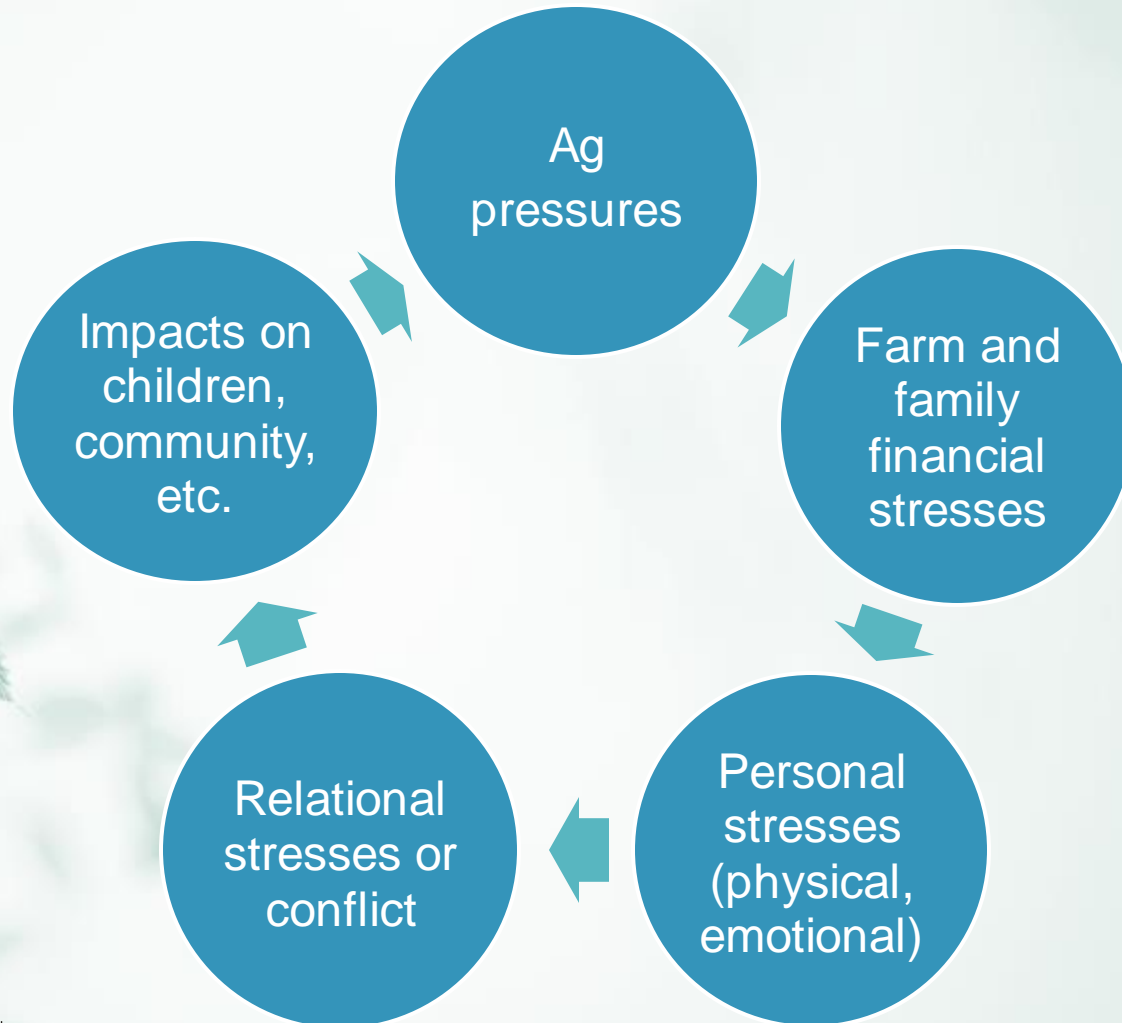 Ag
pressures
Farm and
family
financial
stresses
Personal
stresses
(physical,
emotional)
Relational
stresses or
conflict
Impacts on
children,
community,
etc.